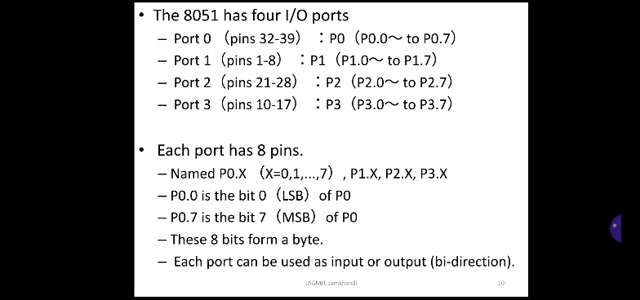 • The 8051 has four I/O ports
– Port 0 （pins 32-39） ：P0（P0.0～ to P0.7）
– Port 1（pins 1-8） ：P1（P1.0～ to P1.7）
– Port 2（pins 21-28） ：P2（P2.0～ to P2.7）
– Port 3（pins 10-17） ：P3（P3.0～ to P3.7）
• Each port has 8 pins.
– Named P0.X （X=0,1,...,7）, P1.X, P2.X, P3.X
– P0.0 is the bit 0（LSB）of P0
– P0.7 is the bit 7（MSB）of P0
– These 8 bits form a byte.
– Each port can be used as input or output (bi-direction).
JAGMIT, Jamkhandi
10